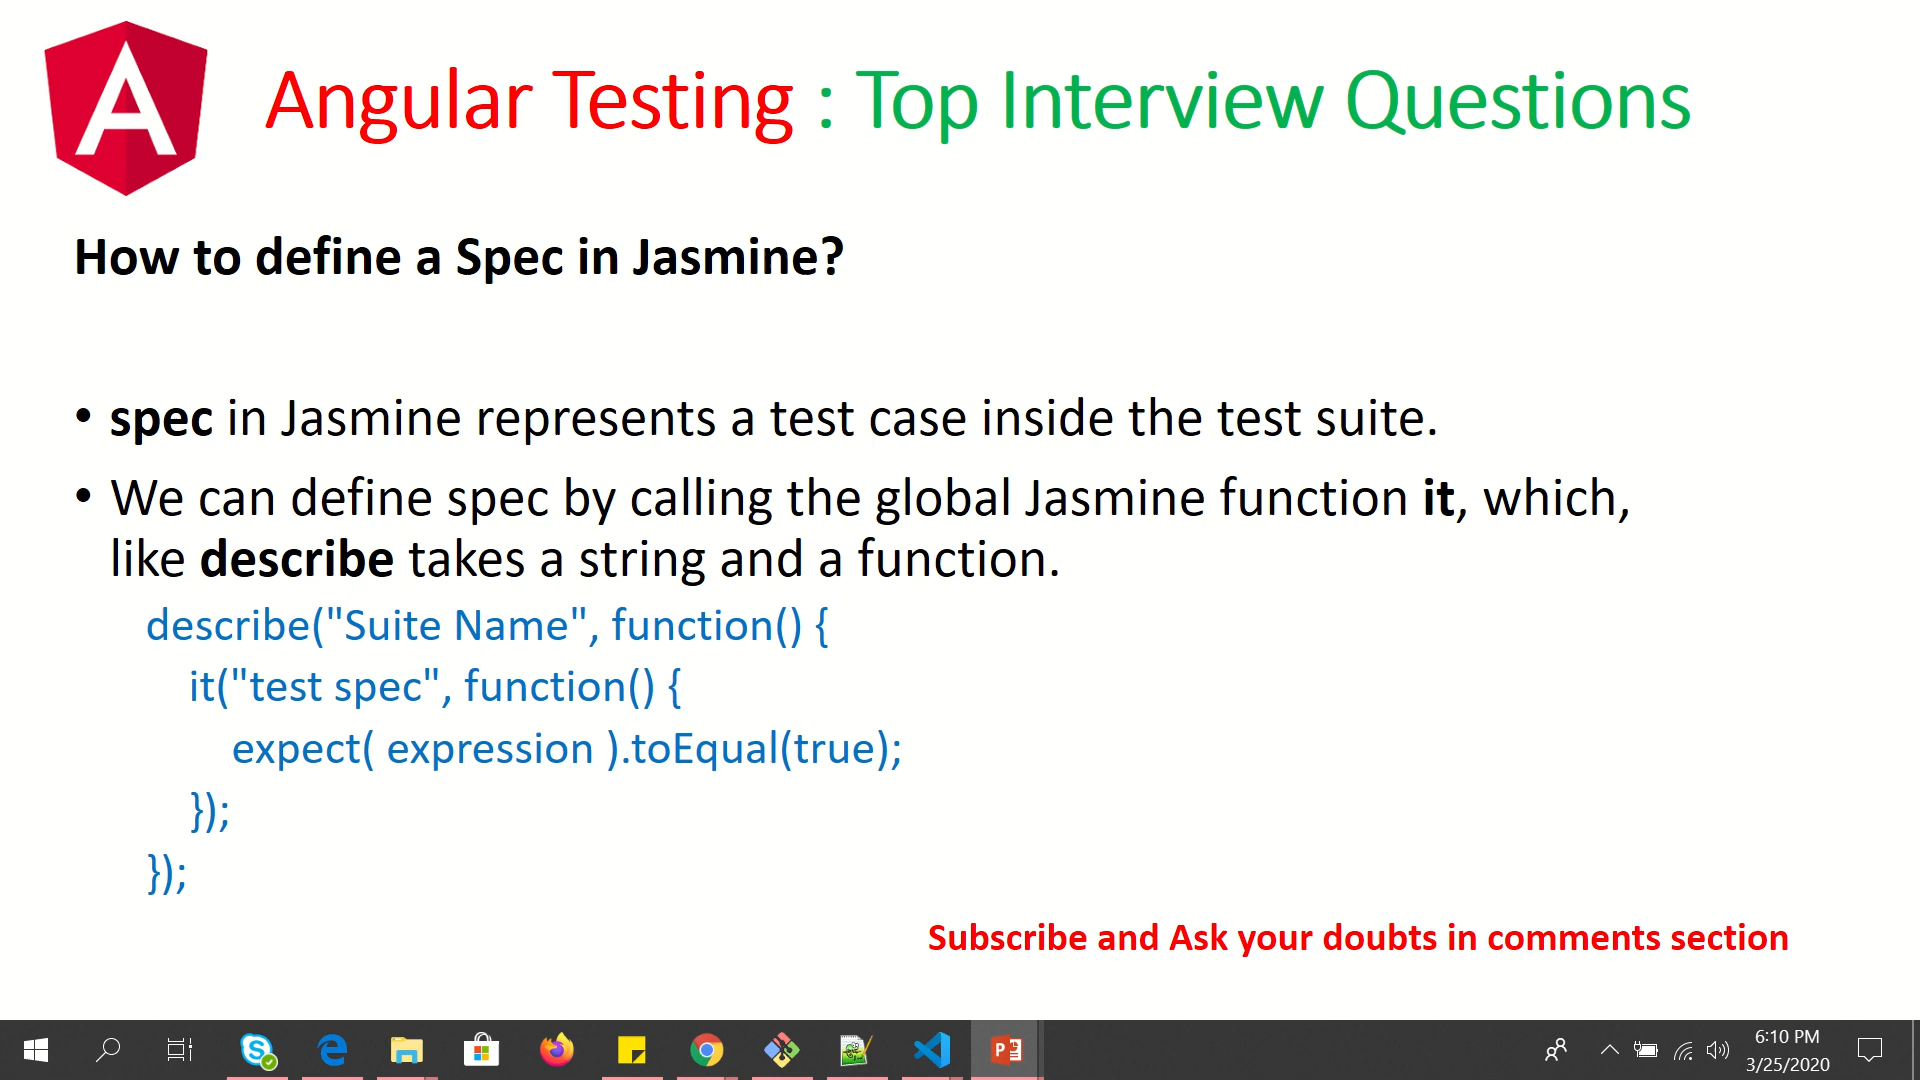 A
Angular Testing : Top Interview Questions
How to define a Spec in Jasmine?
• spec in Jasmine represents a test case inside the test suite.
• We can define spec by calling the global Jasmine function it, which,
like describe takes a string and a function.
describe("Suite Name", function() {
it("test spec", function() {
expect( expression ).toEqual(true);
});
});
Subscribe and Ask your doubts in comments section
6:10 PM
3/25/2020